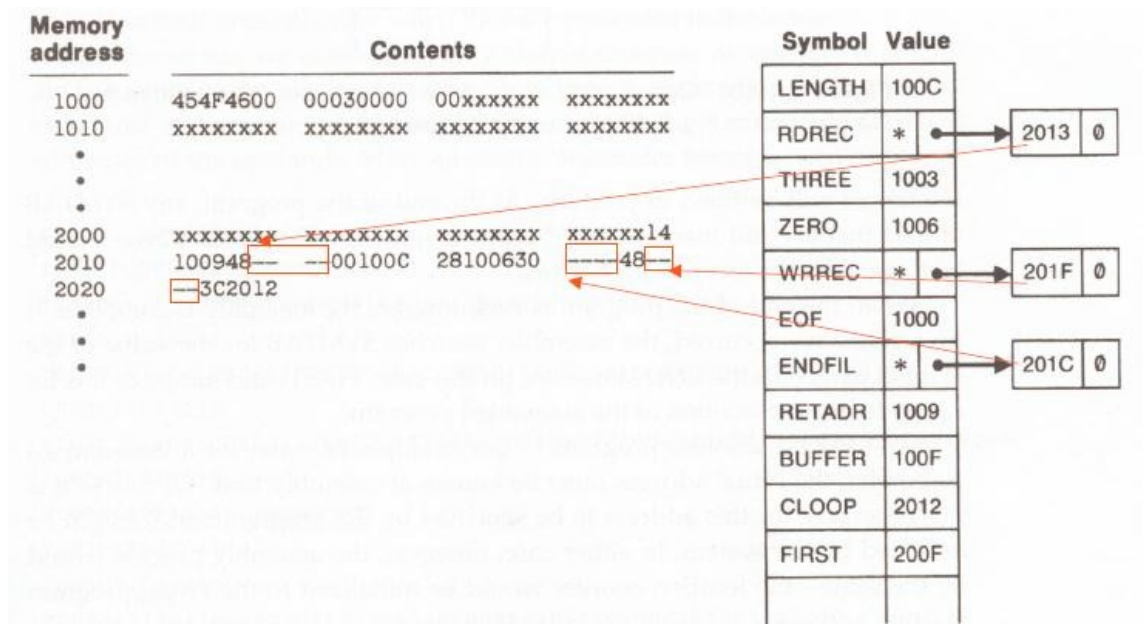 Memory address Contents
1000 454F4600 00030000 00xxxxxx xxxxxxxx
1010 xxxxxxxx xxxxxxxx xxxxxxxx xxxxxxxx
•
•
•
2000 xxxxxxxx xxxxxxxx xxxxxxxx xxxxxx14
2010 100948-- --00100C 28100630 ----48--
2020 --3C2012
•
•
•
Symbol Value
LENGTH 100C
RDREC * 2013 Ø
THREE 1003
ZERO 1006
WRREC * 201F Ø
EOF 1000
ENDFIL * 201C Ø
RETADR 1009
BUFFER 100F
CLOOP 2012
FIRST 200F